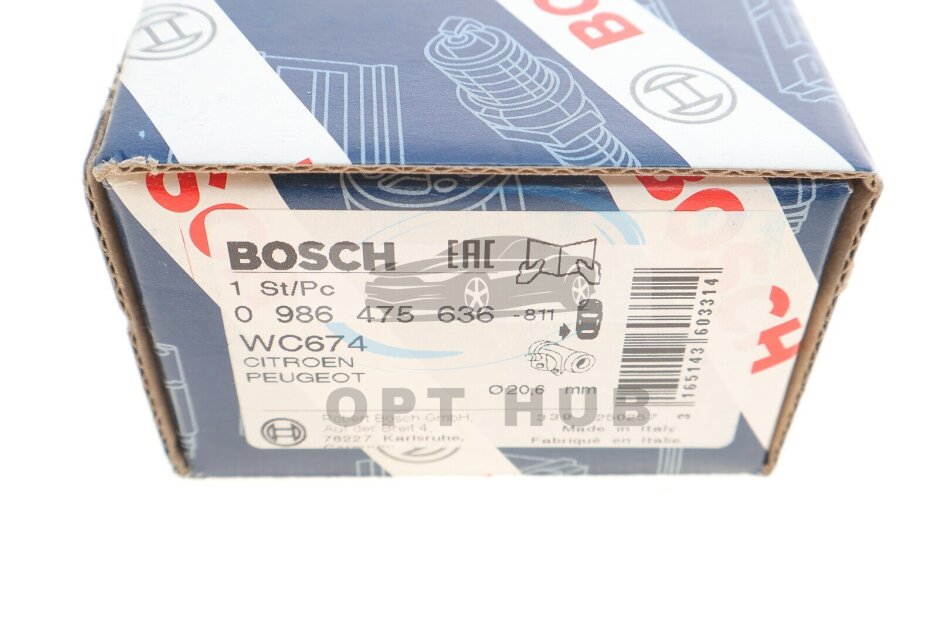 BOSCH
BOSCH EAC
1 St/Pc
0 986 475 636 -811
WC674
CITROEN
PEUGEOT
Ø20,6 mm
3 165143 603314
OPT HUB
Robert Bosch GmbH,
Auf der Breit 4,
76227 Karlsruhe,
Made in Italy
Fabriqué en Italie